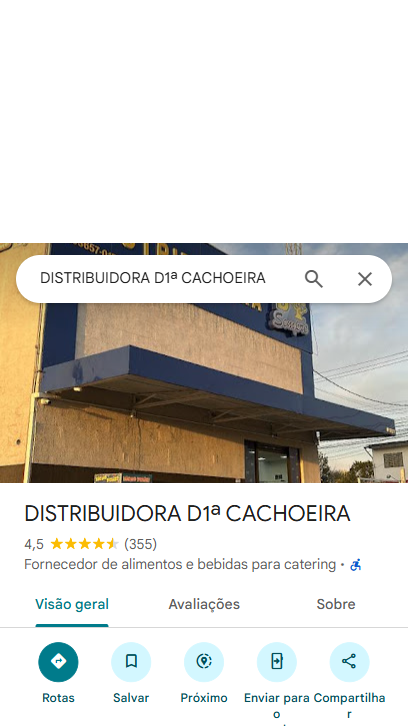 DISTRIBUIDORA D1ª CACHOEIRA
DISTRIBUIDORA D1ª CACHOEIRA
4,5 (355)
Fornecedor de alimentos e bebidas para catering ·
Visão geral Avaliações Sobre
Rotas Salvar Próximo Enviar para o Compartilhar